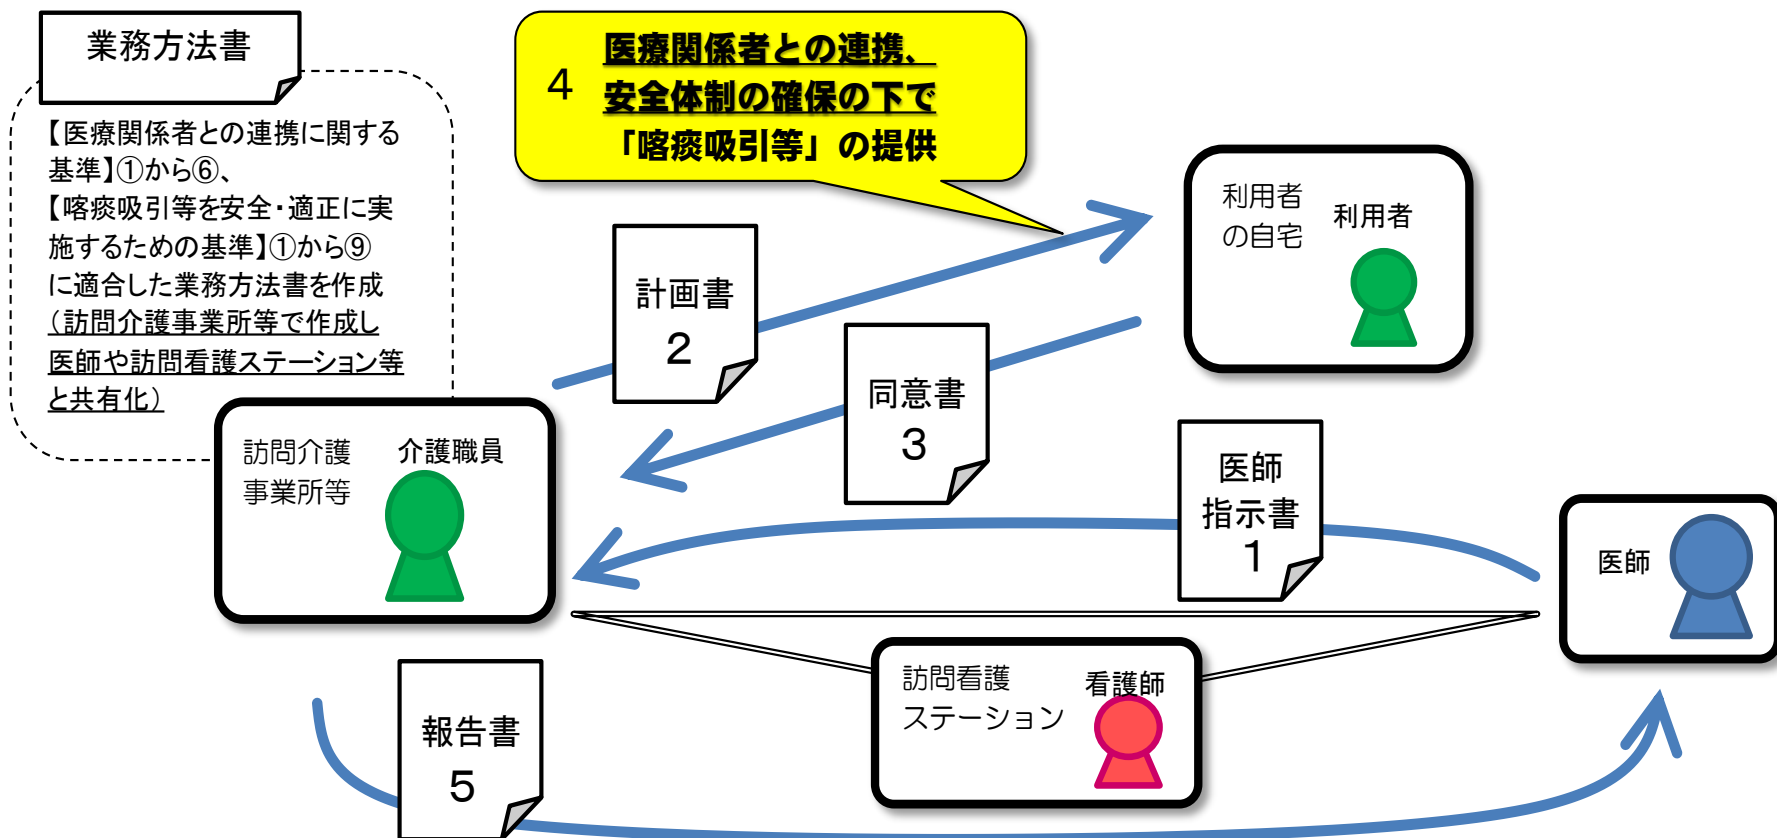 業務方法書
【医療関係者との連携に関する
基準】①から⑥、
【喀痰吸引等を安全・適正に実
施するための基準】①から⑨
に適合した業務方法書を作成
（訪問介護事業所等で作成し
医師や訪問看護ステーション等
と共有化）
4
医療関係者との連携、
安全体制の確保の下で
「喀痰吸引等」の提供
利用者
の自宅
利用者
計画書
2
同意書
3
医師
指示書
1
訪問介護
事業所等
介護職員
医師
訪問看護
ステーション
看護師
報告書
5